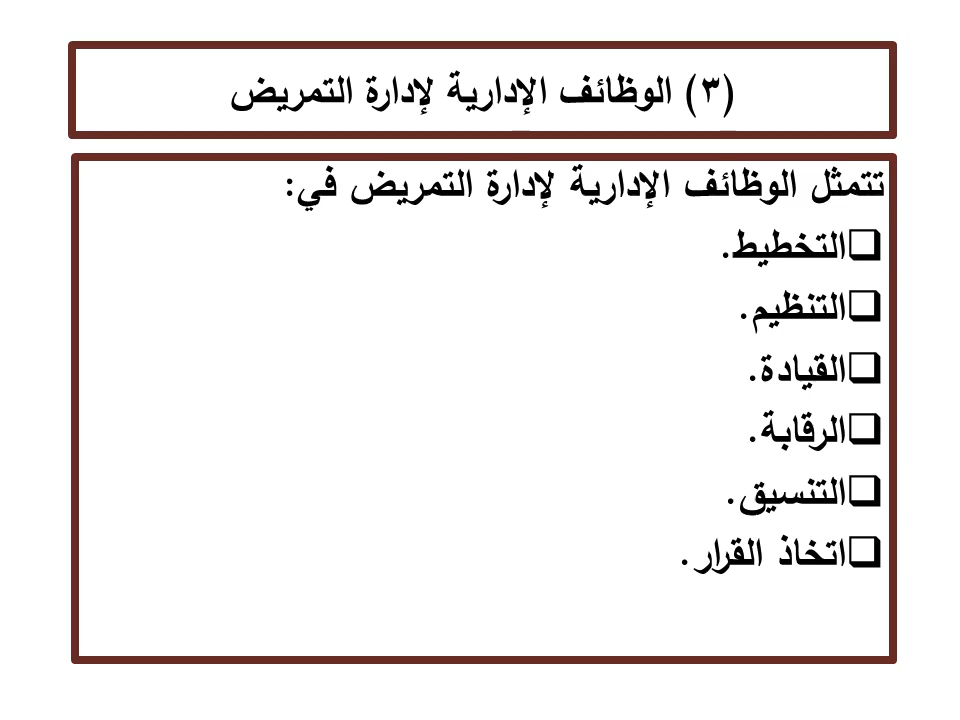 (٣) الوظائف الإدارية لإدارة التمريض
تتمثل الوظائف الإدارية لإدارة التمريض في:
❑التخطيط.
❑التنظيم.
❑القيادة.
❑الرقابة.
❑التنسيق.
❑اتخاذ القرار.